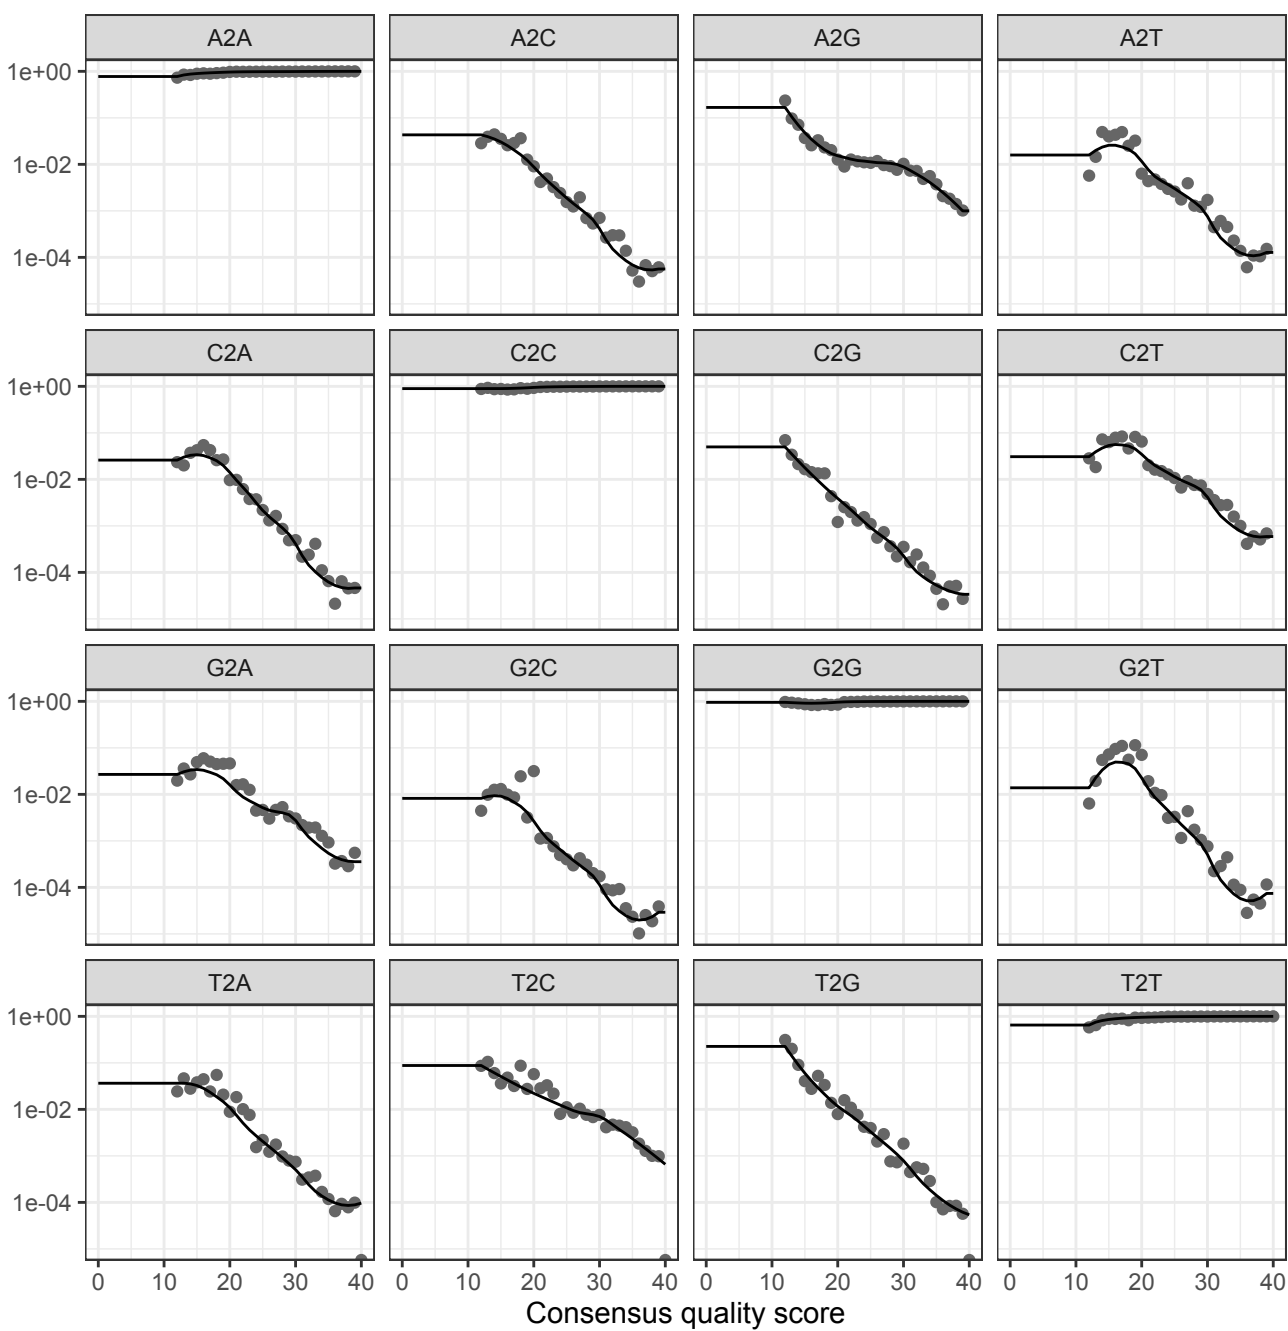 A2A A2C A2G A2T
1e+00
1e-02
1e-04
C2A C2C C2G C2T
1e+00
1e-02
1e-04
G2A G2C G2G G2T
1e+00
1e-02
1e-04
T2A T2C T2G T2T
1e+00
1e-02
1e-04
0 10 20 30 40 0 10 20 30 40 0 10 20 30 40 0 10 20 30 40
Consensus quality score